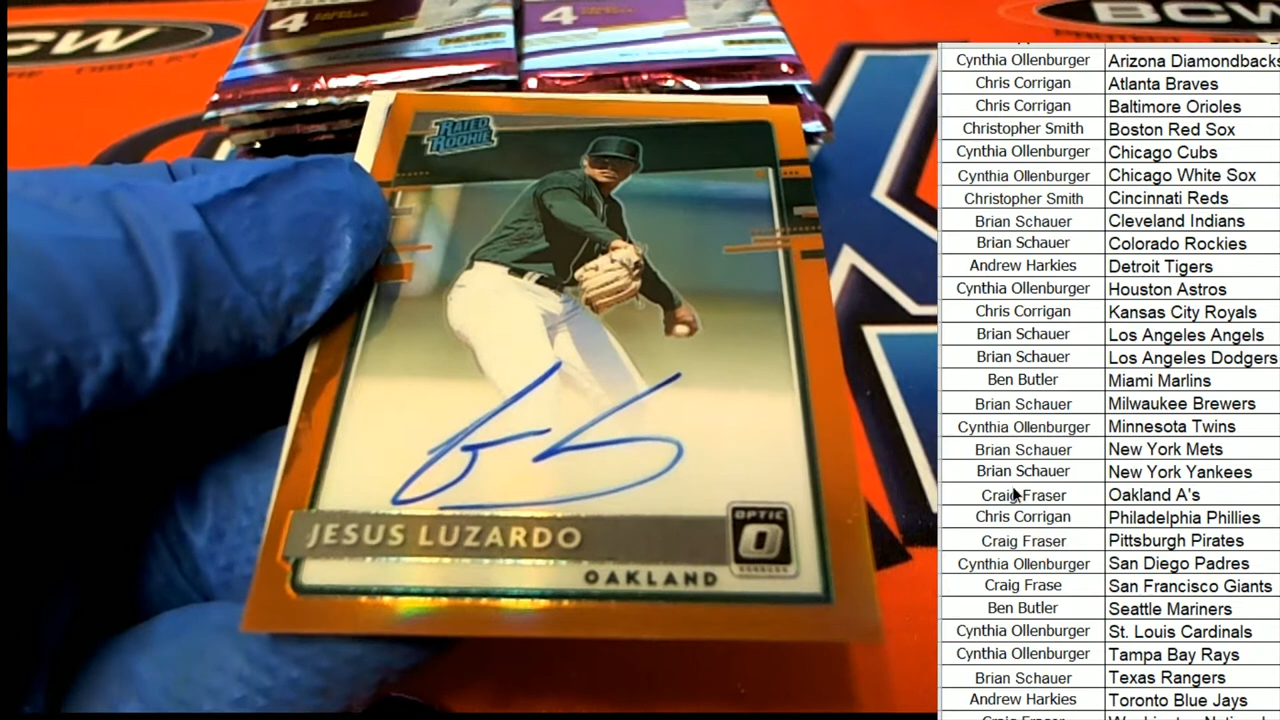 CW
4
4
BCW
PANINI
RATED
ROOKIE
JESUS LUZARDO
OAKLAND
OPTIC
Cynthia Ollenburger Arizona Diamondbacks
Chris Corrigan Atlanta Braves
Chris Corrigan Baltimore Orioles
Christopher Smith Boston Red Sox
Cynthia Ollenburger Chicago Cubs
Cynthia Ollenburger Chicago White Sox
Christopher Smith Cincinnati Reds
Brian Schauer Cleveland Indians
Brian Schauer Colorado Rockies
Andrew Harkies Detroit Tigers
Cynthia Ollenburger Houston Astros
Chris Corrigan Kansas City Royals
Brian Schauer Los Angeles Angels
Brian Schauer Los Angeles Dodgers
Ben Butler Miami Marlins
Brian Schauer Milwaukee Brewers
Cynthia Ollenburger Minnesota Twins
Brian Schauer New York Mets
Brian Schauer New York Yankees
Craig Fraser Oakland A's
Chris Corrigan Philadelphia Phillies
Craig Fraser Pittsburgh Pirates
Cynthia Ollenburger San Diego Padres
Craig Frase San Francisco Giants
Ben Butler Seattle Mariners
Cynthia Ollenburger St. Louis Cardinals
Cynthia Ollenburger Tampa Bay Rays
Brian Schauer Texas Rangers
Andrew Harkies Toronto Blue Jays